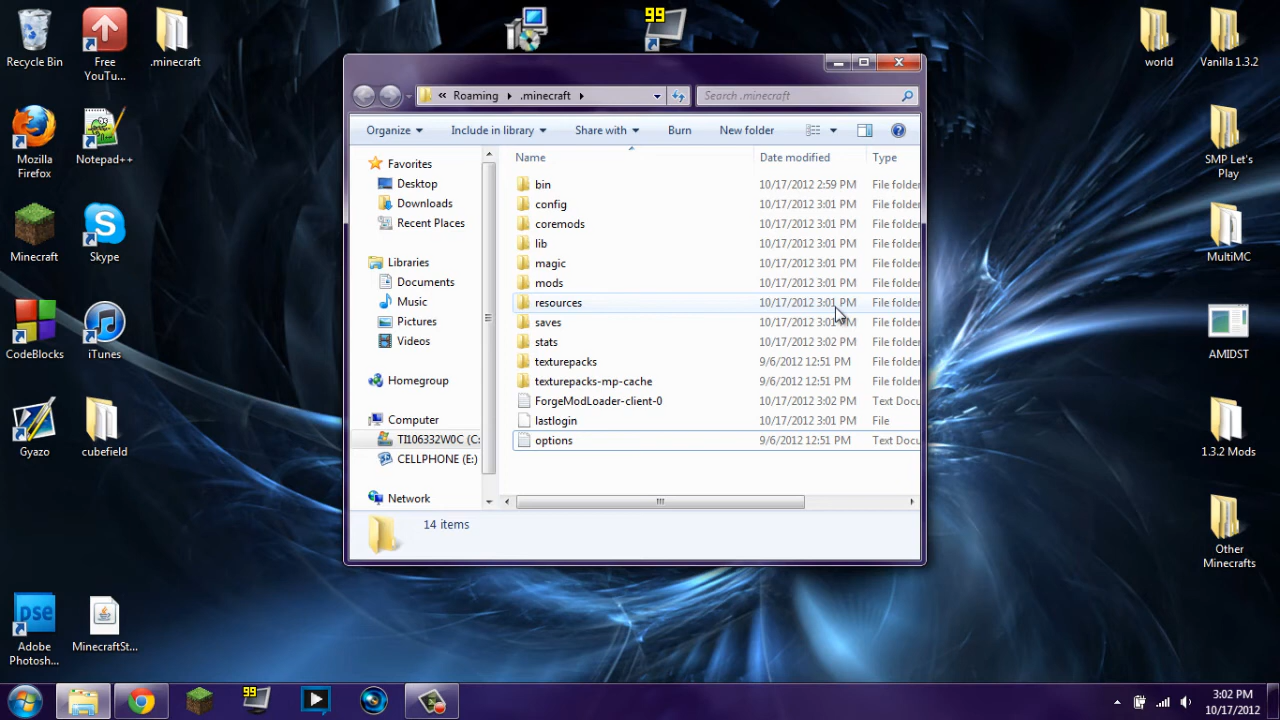 Recycle Bin
Free
YouTu...
.minecraft
99
world
Vanilla 1.3.2
« Roaming .minecraft
Search .minecraft
Organize
Include in library
Share with
Burn
New folder
Name
Date modified
Type
Favorites
Desktop
Downloads
Recent Places
Libraries
Documents
Music
Pictures
Videos
Homegroup
Computer
TI106332W0C (C:
CELLPHONE (E:)
Network
bin 10/17/2012 2:59 PM File folder
config 10/17/2012 3:01 PM File folder
coremods 10/17/2012 3:01 PM File folder
lib 10/17/2012 3:01 PM File folder
magic 10/17/2012 3:01 PM File folder
mods 10/17/2012 3:01 PM File folder
resources 10/17/2012 3:01 PM File folder
saves 10/17/2012 3:01 PM File folder
stats 10/17/2012 3:02 PM File folder
texturepacks 9/6/2012 12:51 PM File folder
texturepacks-mp-cache 9/6/2012 12:51 PM File folder
ForgeModLoader-client-0 10/17/2012 3:02 PM Text Docu
lastlogin 10/17/2012 3:01 PM File
options 9/6/2012 12:51 PM Text Docu
14 items
Mozilla
Firefox
Notepad++
Minecraft
Skype
CodeBlocks
iTunes
Gyazo
cubefield
pse
Adobe
Photosh...
MinecraftSt...
SMP Let's
Play
MultiMC
AMIDST
1.3.2 Mods
Other
Minecrafts
99
3:02 PM
10/17/2012